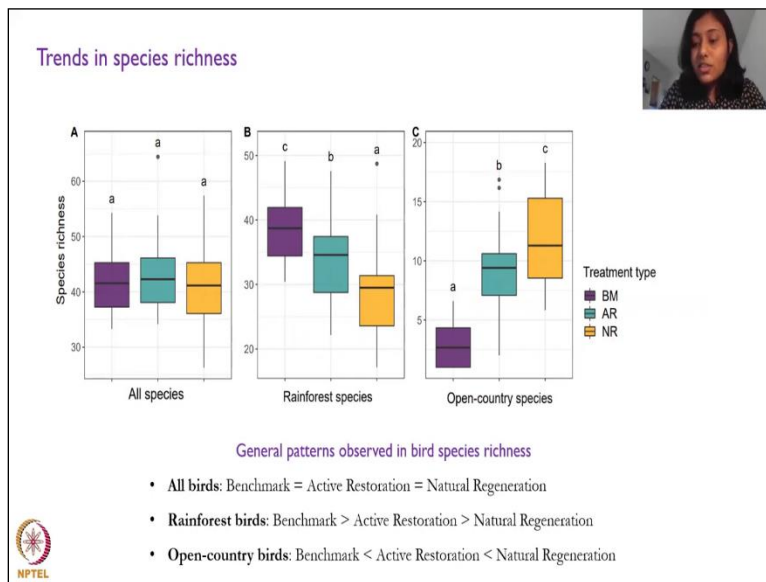 Trends in species richness
A
B
C
a
a
a
c
b
a
a
b
c
Species richness
60
50
40
30
50
40
30
20
20
15
10
5
All species
Rainforest species
Open-country species
Treatment type
BM
AR
NR
General patterns observed in bird species richness
• All birds: Benchmark = Active Restoration = Natural Regeneration
• Rainforest birds: Benchmark > Active Restoration > Natural Regeneration
• Open-country birds: Benchmark < Active Restoration < Natural Regeneration
NPTEL